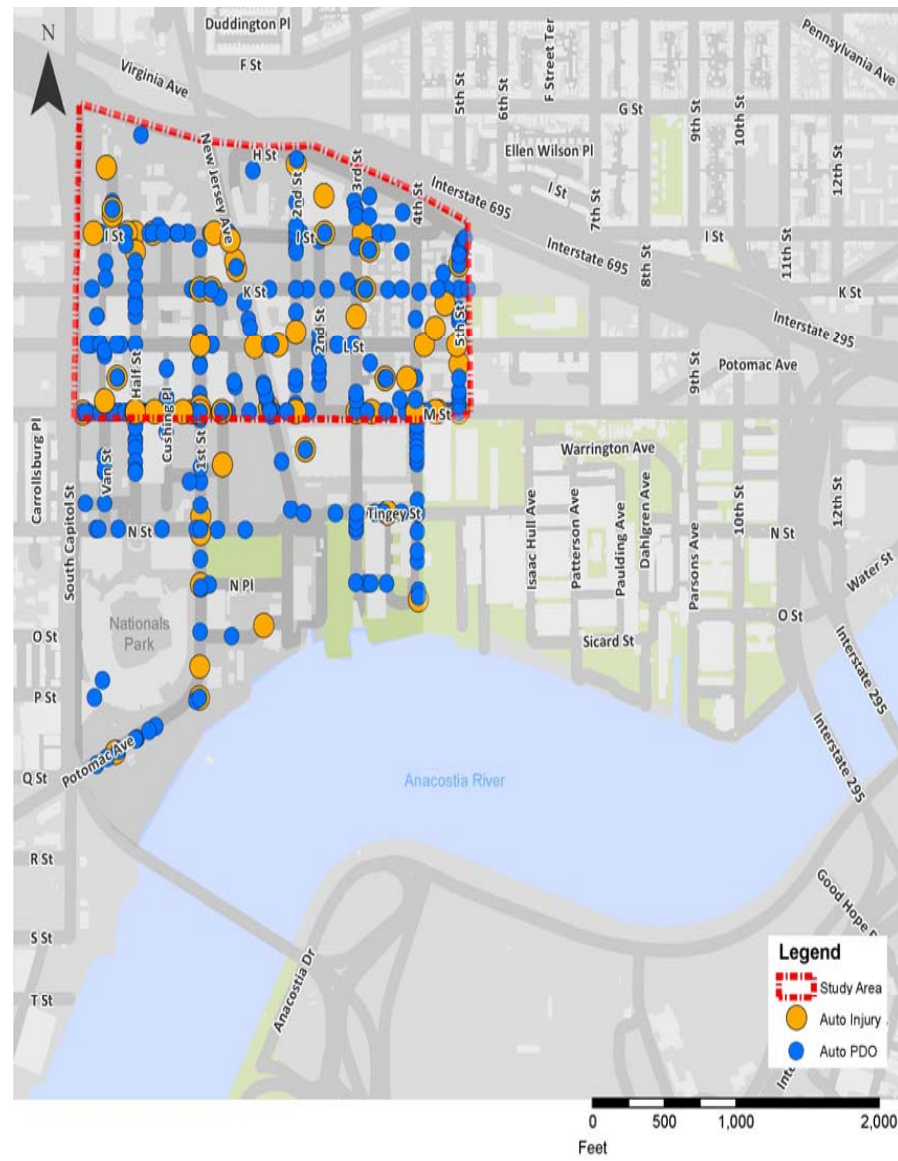 Duddington Pl
N
F St
Virginia Ave
Pennsylvania Ave
5th St
6th St
F Street Ter
G St
9th St
10th St
New Jersey Ave
H St
Ellen Wilson Pl
2nd St
3rd St
I St
7th St
12th St
4th St
Interstate 695
I St
I St
Interstate 695
8th St
I St
11th St
K St
K St
Interstate 295
2nd St
L St
5th St
Half St
9th St
Potomac Ave
Cushing Pl
M St
Carrollsburg Pl
1st St
Van St
Warrington Ave
South Capitol St
Isaac Hull Ave
Patterson Ave
Paulding Ave
Dahlgren Ave
Parsons Ave
10th St
12th St
Tingey St
N St
N St
Water St
N Pl
Nationals
Park
O St
O St
Sicard St
P St
Interstate 295
Interstate 295
Potomac Ave
Q St
Anacostia River
R St
Good Hope
S St
Anacostia Dr
T St
Legend
Study Area
Auto Injury
Auto PDO
0 500 1,000 2,000
Feet